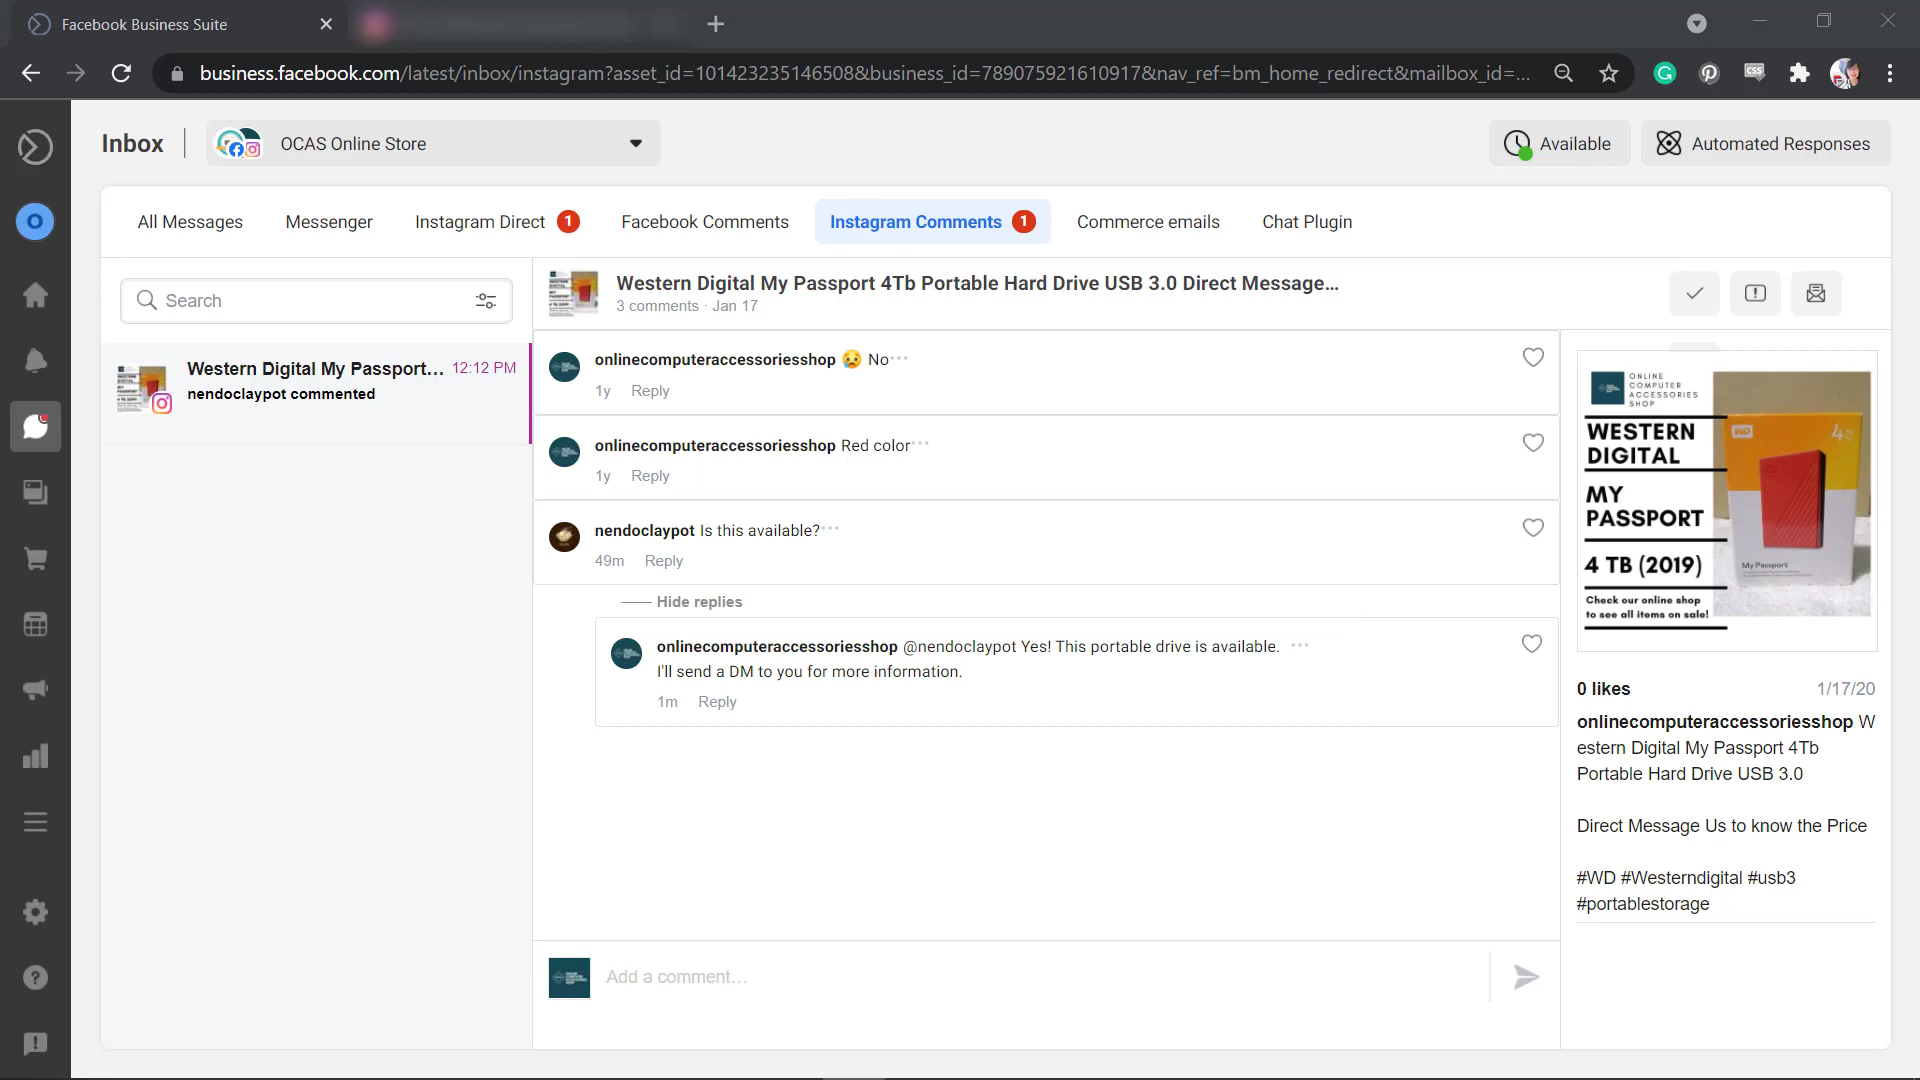 Facebook Business Suite
business.facebook.com/latest/inbox/instagram?asset_id=101423235146508&business_id=789075921610917&nav_ref=bm_home_redirect&mailbox_id=...
Inbox
OCAS Online Store
Available
Automated Responses
All Messages
Messenger
Instagram Direct 1
Facebook Comments
Instagram Comments 1
Commerce emails
Chat Plugin
Search
Western Digital My Passport... 12:12 PM
nendoclaypot commented
Western Digital My Passport 4Tb Portable Hard Drive USB 3.0 Direct Message...
3 comments · Jan 17
onlinecomputeraccessoriesshop 😥 No
1y Reply
onlinecomputeraccessoriesshop Red color
1y Reply
nendoclaypot Is this available?
49m Reply
Hide replies
onlinecomputeraccessoriesshop @nendoclaypot Yes! This portable drive is available.
I'll send a DM to you for more information.
1m Reply
Add a comment...
ONLINE
COMPUTER
ACCESSORIES
SHOP
WESTERN
DIGITAL
MY
PASSPORT
4 TB (2019)
Check our online shop
to see all items on sale!
WD
My Passport
0 likes 1/17/20
onlinecomputeraccessoriesshop W
estern Digital My Passport 4Tb
Portable Hard Drive USB 3.0
Direct Message Us to know the Price
#WD #Westerndigital #usb3
#portablestorage